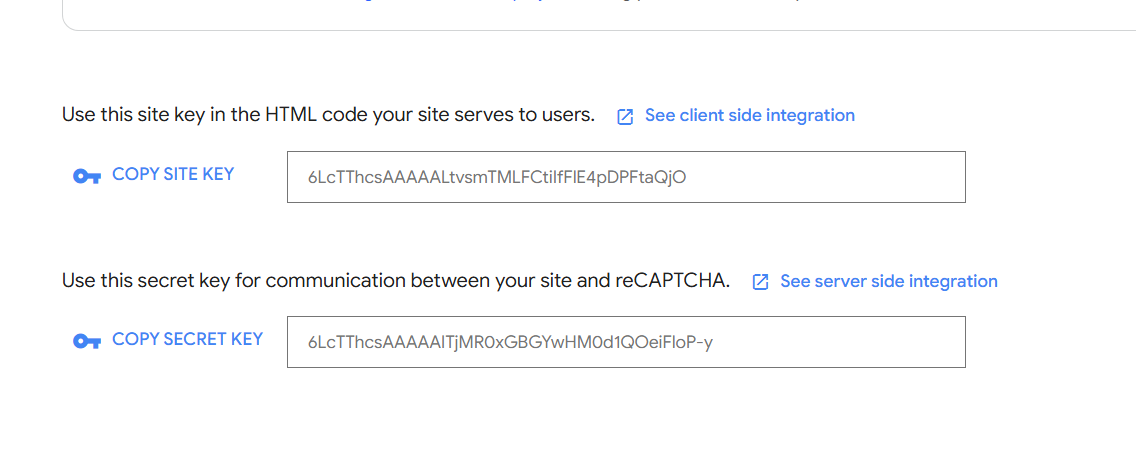 Use this site key in the HTML code your site serves to users. See client side integration
COPY SITE KEY
6LcTThcsAAAAALtvsmTMLFCtiIfFlE4pDPFtaQjO
Use this secret key for communication between your site and reCAPTCHA. See server side integration
COPY SECRET KEY
6LcTThcsAAAAAITjMR0xGBGYwHM0d1QOeiFIoP-y